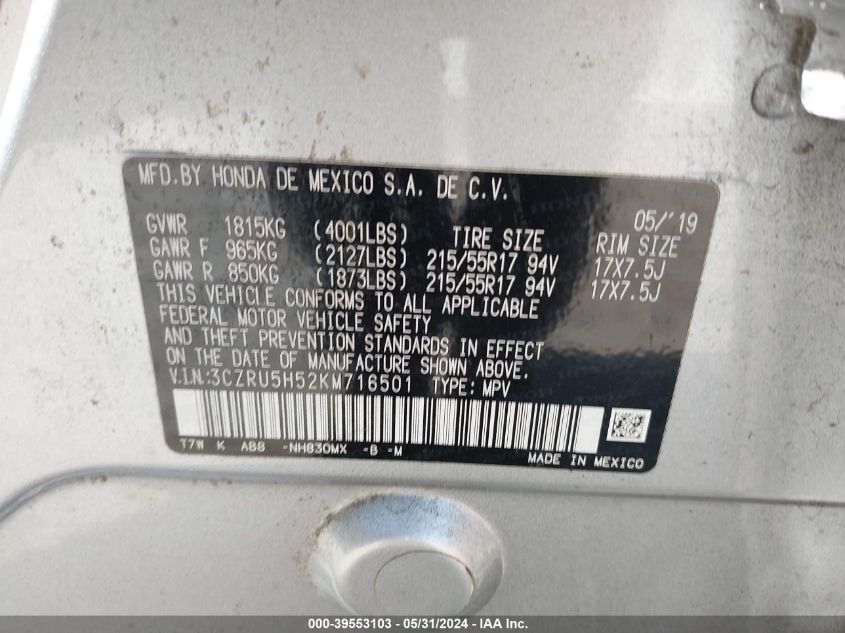 MFD.BY HONDA DE MEXICO S.A. DE C.V.
05/'19
GVWR 1815KG (4001LBS) TIRE SIZE RIM SIZE
GAWR F 965KG (2127LBS) 215/55R17 94V 17X7.5J
GAWR R 850KG (1873LBS) 215/55R17 94V 17X7.5J
THIS VEHICLE CONFORMS TO ALL APPLICABLE
FEDERAL MOTOR VEHICLE SAFETY
AND THEFT PREVENTION STANDARDS IN EFFECT
ON THE DATE OF MANUFACTURE SHOWN ABOVE.
V.I.N:3CZRU5H52KM716501 TYPE: MPV
T7W K AB8 -NH830MX -B -M
MADE IN MEXICO
000-39553103 - 05/31/2024 - IAA Inc.